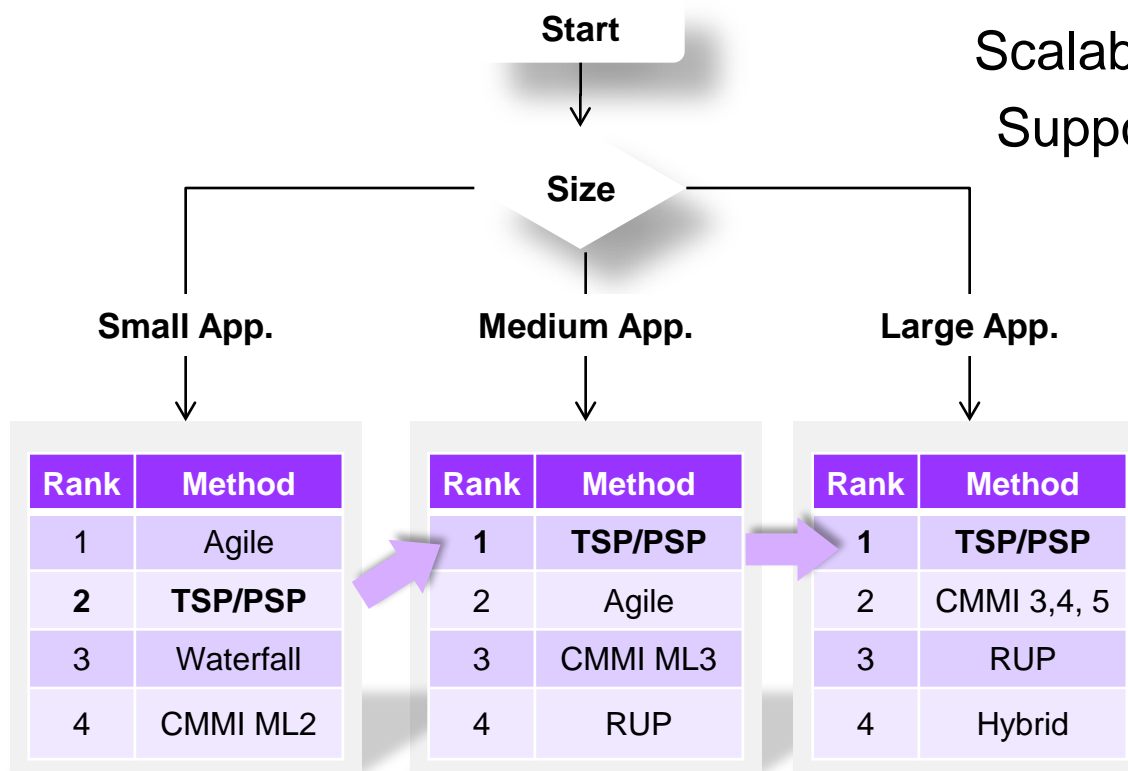 Start
Size
Small App.
Medium App.
Large App.
Rank Method
1 Agile
2 TSP/PSP
3 Waterfall
4 CMMI ML2
Rank Method
1 TSP/PSP
2 Agile
3 CMMI ML3
4 RUP
Rank Method
1 TSP/PSP
2 CMMI 3,4, 5
3 RUP
4 Hybrid